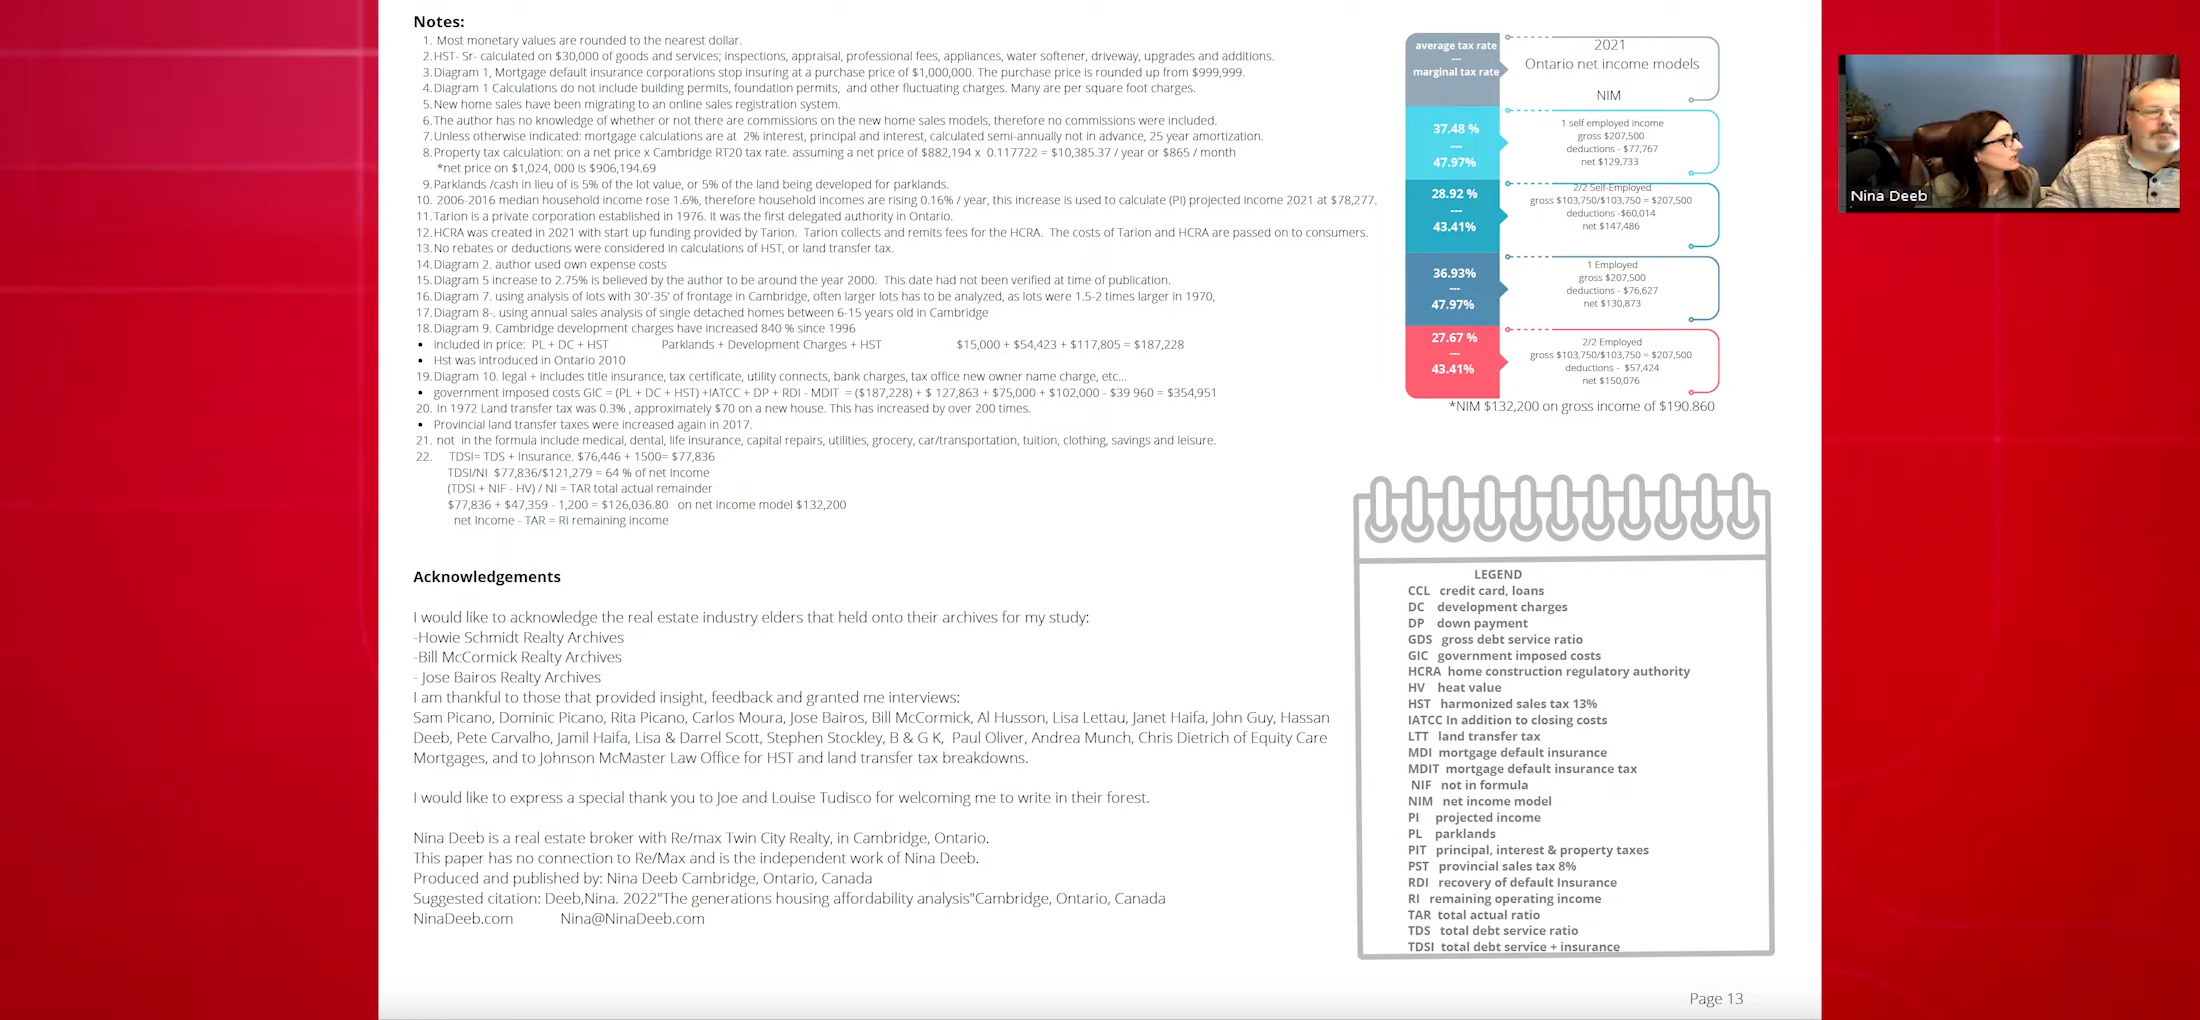 Notes:
1. Most monetary values are rounded to the nearest dollar.
2. HST- Sr- calculated on $30,000 of goods and services; inspections, appraisal, professional fees, appliances, water softener, driveway, upgrades and additions.
3. Diagram 1, Mortgage default insurance corporations stop insuring at a purchase price of $1,000,000. The purchase price is rounded up from $999,999.
4. Diagram 1 Calculations do not include building permits, foundation permits, and other fluctuating charges. Many are per square foot charges.
5. New home sales have been migrating to an online sales registration system.
6. The author has no knowledge of whether or not there are commissions on the new home sales models, therefore no commissions were included.
7. Unless otherwise indicated: mortgage calculations are at 2% interest, principal and interest, calculated semi-annually not in advance, 25 year amortization.
8. Property tax calculation: on a net price x Cambridge RT20 tax rate. assuming a net price of $882,194 x 0.117722 = $10,385.37 / year or $865 / month
*net price on $1,024, 000 is $906,194.69
9. Parklands /cash in lieu of is 5% of the lot value, or 5% of the land being developed for parklands.
10. 2006-2016 median household income rose 1.6%, therefore household incomes are rising 0.16% / year, this increase is used to calculate (PI) projected income 2021 at $78,277.
11. Tarion is a private corporation established in 1976. It was the first delegated authority in Ontario.
12. HCRA was created in 2021 with start up funding provided by Tarion. Tarion collects and remits fees for the HCRA. The costs of Tarion and HCRA are passed on to consumers.
13. No rebates or deductions were considered in calculations of HST, or land transfer tax.
14. Diagram 2. author used own expense costs
15. Diagram 5 increase to 2.75% is believed by the author to be around the year 2000. This date had not been verified at time of publication.
16. Diagram 7. using analysis of lots with 30'-35' of frontage in Cambridge, often larger lots has to be analyzed, as lots were 1.5-2 times larger in 1970,
17. Diagram 8-. using annual sales analysis of single detached homes between 6-15 years old in Cambridge
18. Diagram 9. Cambridge development charges have increased 840 % since 1996
• included in price: PL + DC + HST Parklands + Development Charges + HST $15,000 + $54,423 + $117,805 = $187,228
• Hst was introduced in Ontario 2010
19. Diagram 10. legal + includes title insurance, tax certificate, utility connects, bank charges, tax office new owner name charge, etc...
• government imposed costs GIC = (PL + DC + HST) +IATCC + DP + RDI - MDIT = ($187,228) + $ 127,863 + $75,000 + $102,000 - $39 960 = $354,951
20. In 1972 Land transfer tax was 0.3% , approximately $70 on a new house. This has increased by over 200 times.
• Provincial land transfer taxes were increased again in 2017.
21. not in the formula include medical, dental, life insurance, capital repairs, utilities, grocery, car/transportation, tuition, clothing, savings and leisure.
22. TDSI= TDS + Insurance. $76,446 + 1500= $77,836
TDSI/NI $77,836/$121,279 = 64 % of net Income
(TDSI + NIF - HV) / NI = TAR total actual remainder
$77,836 + $47,359 - 1,200 = $126,036.80 on net income model $132,200
net Income - TAR = RI remaining income
Acknowledgements
I would like to acknowledge the real estate industry elders that held onto their archives for my study:
-Howie Schmidt Realty Archives
-Bill McCormick Realty Archives
- Jose Bairos Realty Archives
I am thankful to those that provided insight, feedback and granted me interviews:
Sam Picano, Dominic Picano, Rita Picano, Carlos Moura, Jose Bairos, Bill McCormick, Al Husson, Lisa Lettau, Janet Haifa, John Guy, Hassan
Deeb, Pete Carvalho, Jamil Haifa, Lisa & Darrel Scott, Stephen Stockley, B & G K, Paul Oliver, Andrea Munch, Chris Dietrich of Equity Care
Mortgages, and to Johnson McMaster Law Office for HST and land transfer tax breakdowns.
I would like to express a special thank you to Joe and Louise Tudisco for welcoming me to write in their forest.
Nina Deeb is a real estate broker with Re/max Twin City Realty, in Cambridge, Ontario.
This paper has no connection to Re/Max and is the independent work of Nina Deeb.
Produced and published by: Nina Deeb Cambridge, Ontario, Canada
Suggested citation: Deeb,Nina. 2022"The generations housing affordability analysis"Cambridge, Ontario, Canada
NinaDeeb.com Nina@NinaDeeb.com
average tax rate
---
marginal tax rate
2021
Ontario net income models
NIM
37.48 %
---
47.97%
1 self employed income
gross $207,500
deductions - $77,767
net $129,733
28.92 %
---
43.41%
2/2 Self-Employed
gross $103,750/$103,750 = $207,500
deductions -$60,014
net $147,486
36.93%
---
47.97%
1 Employed
gross $207,500
deductions - $76,627
net $130,873
27.67 %
---
43.41%
2/2 Employed
gross $103,750/$103,750 = $207,500
deductions - $57,424
net $150,076
*NIM $132,200 on gross income of $190.860
LEGEND
CCL credit card, loans
DC development charges
DP down payment
GDS gross debt service ratio
GIC government imposed costs
HCRA home construction regulatory authority
HV heat value
HST harmonized sales tax 13%
IATCC In addition to closing costs
LTT land transfer tax
MDI mortgage default insurance
MDIT mortgage default insurance tax
NIF not in formula
NIM net income model
PI projected income
PL parklands
PIT principal, interest & property taxes
PST provincial sales tax 8%
RDI recovery of default Insurance
RI remaining operating income
TAR total actual ratio
TDS total debt service ratio
TDSI total debt service + insurance
Page 13
Nina Deeb